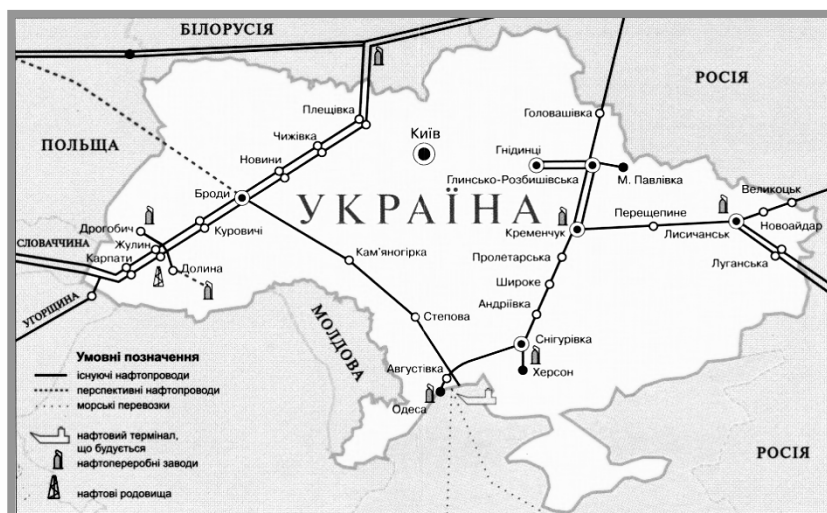 БІЛОРУСІЯ
РОСІЯ
ПОЛЬЩА
Плещівка
Чижівка
Новини
Броди
Київ
УКРАЇНА
Головашівка
Гнідинці
Глинсько-Розбишівська
М. Павлівка
Великоцьк
Перещепине
Лисичанськ
Новоайдар
Луганська
Кременчук
Дрогобич
Жулин
Куровичі
СЛОВАЧЧИНА
Карпати
Долина
УГОРЩИНА
Кам'яногірка
Пролетарська
Широке
Андріївка
Степова
Снігурівка
МОЛДОВА
Августівка
Херсон
Одеса
РОСІЯ
Умовні позначення
існуючі нафтопроводи
перспективні нафтопроводи
морські перевозки
нафтовий термінал,
що будується
нафтопереробні заводи
нафтові родовища